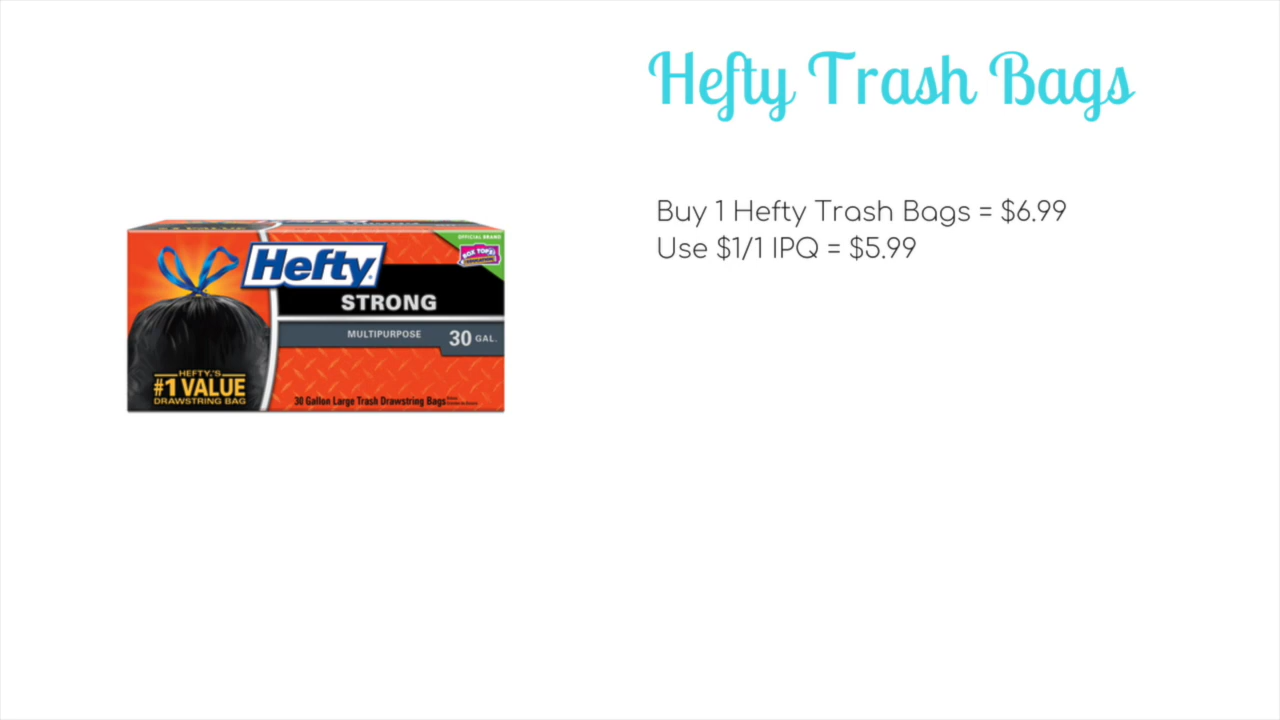 Hefty Trash Bags
Buy 1 Hefty Trash Bags = $6.99
Use $1/1 IPQ = $5.99
OFFICIAL BRAND
BOX TOPS
Hefty
STRONG
MULTIPURPOSE
30 GAL.
HEFTY'S
#1 VALUE
DRAWSTRING BAG
30 Gallon Large Trash Drawstring Bags